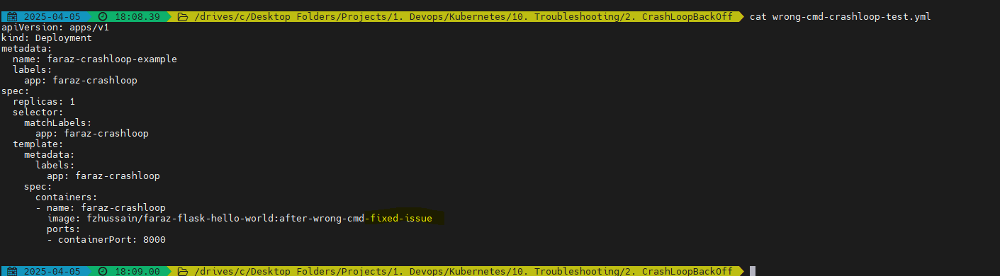 2025-04-05 18:08.39 /drives/c/Desktop Folders/Projects/1. Devops/Kubernetes/10. Troubleshooting/2. CrashLoopBackOff cat wrong-cmd-crashloop-test.yml
apiVersion: apps/v1
kind: Deployment
metadata:
  name: faraz-crashloop-example
  labels:
    app: faraz-crashloop
spec:
  replicas: 1
  selector:
    matchLabels:
      app: faraz-crashloop
  template:
    metadata:
      labels:
        app: faraz-crashloop
    spec:
      containers:
      - name: faraz-crashloop
        image: fzhussain/faraz-flask-hello-world:after-wrong-cmd-fixed-issue
        ports:
        - containerPort: 8000
2025-04-05 18:09.00 /drives/c/Desktop Folders/Projects/1. Devops/Kubernetes/10. Troubleshooting/2. CrashLoopBackOff